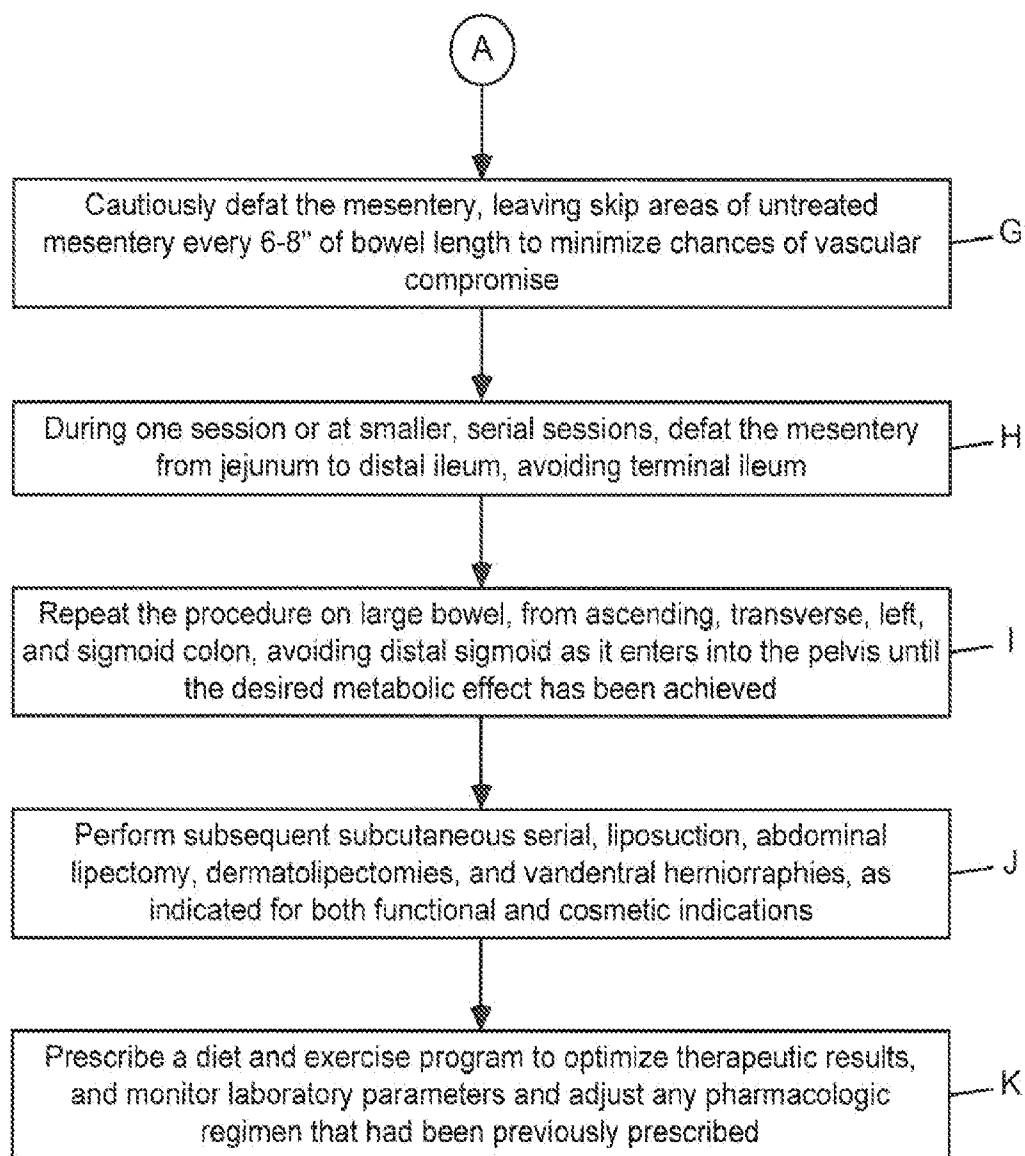 A
Cautiously defat the mesentery, leaving skip areas of untreated
mesentery every 6-8" of bowel length to minimize chances of vascular
compromise
G
During one session or at smaller, serial sessions, defat the mesentery
from jejunum to distal ileum, avoiding terminal ileum
H
Repeat the procedure on large bowel, from ascending, transverse, left,
and sigmoid colon, avoiding distal sigmoid as it enters into the pelvis until
the desired metabolic effect has been achieved
I
Perform subsequent subcutaneous serial, liposuction, abdominal
lipectomy, dermatolipectomies, and vandentral herniorraphies, as
indicated for both functional and cosmetic indications
J
Prescribe a diet and exercise program to optimize therapeutic results,
and monitor laboratory parameters and adjust any pharmacologic
regimen that had been previously prescribed
K